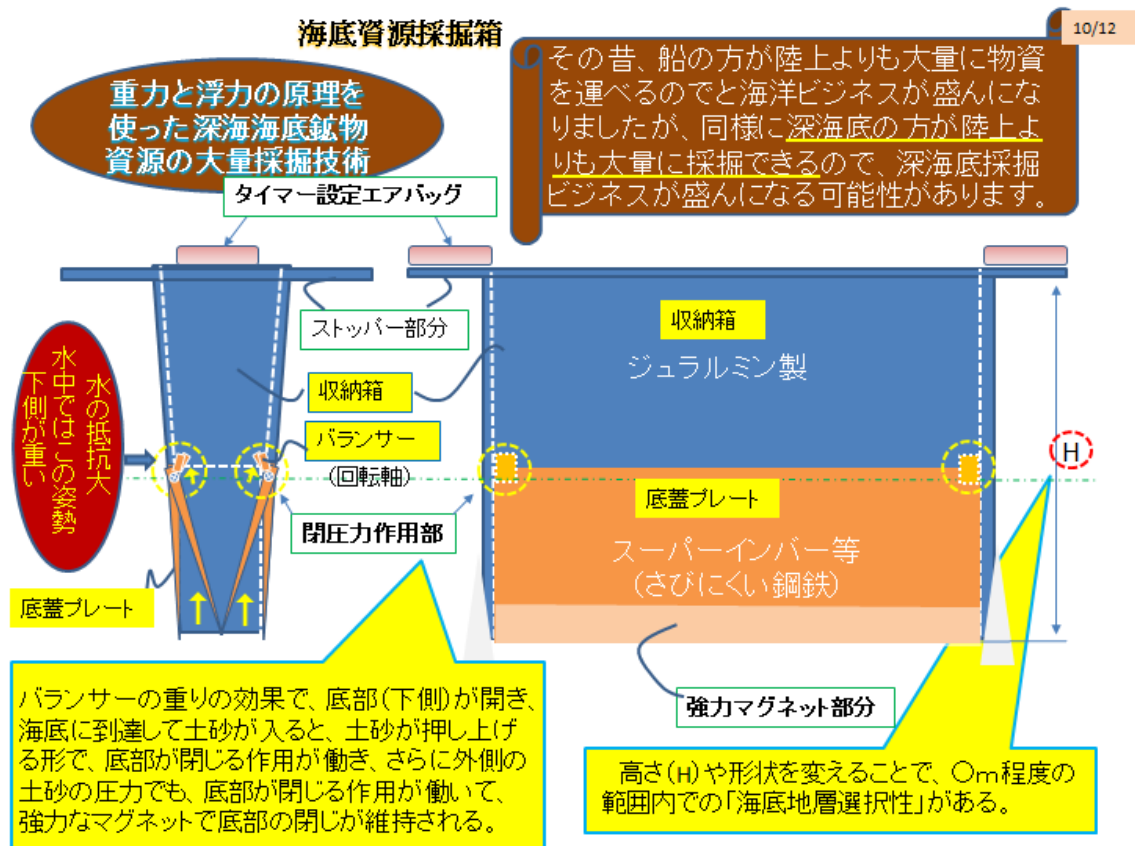 海底資源採掘箱
10/12
重力と浮力の原理を
使った深海海底鉱物
資源の大量採掘技術
その昔、船の方が陸上よりも大量に物資
を運べるのでと海洋ビジネスが盛んにな
りましたが、同様に深海底の方が陸上よ
りも大量に採掘できるので、深海底採掘
ビジネスが盛んになる可能性があります。
タイマー設定エアバッグ
ストッパー部分
収納箱
ジュラルミン製
収納箱
バランサー
(回転軸)
水の抵抗大
水中ではこの姿勢
下側が重い
H
閉圧力作用部
底蓋プレート
スーパーインバー等
(さびにくい鋼鉄)
底蓋プレート
強力マグネット部分
バランサーの重りの効果で、底部(下側)が開き、
海底に到達して土砂が入ると、土砂が押し上げ
る形で、底部が閉じる作用が働き、さらに外側の
土砂の圧力でも、底部が閉じる作用が働いて、
強力なマグネットで底部の閉じが維持される。
高さ(H)や形状を変えることで、〇m程度の
範囲内での「海底地層選択性」がある。